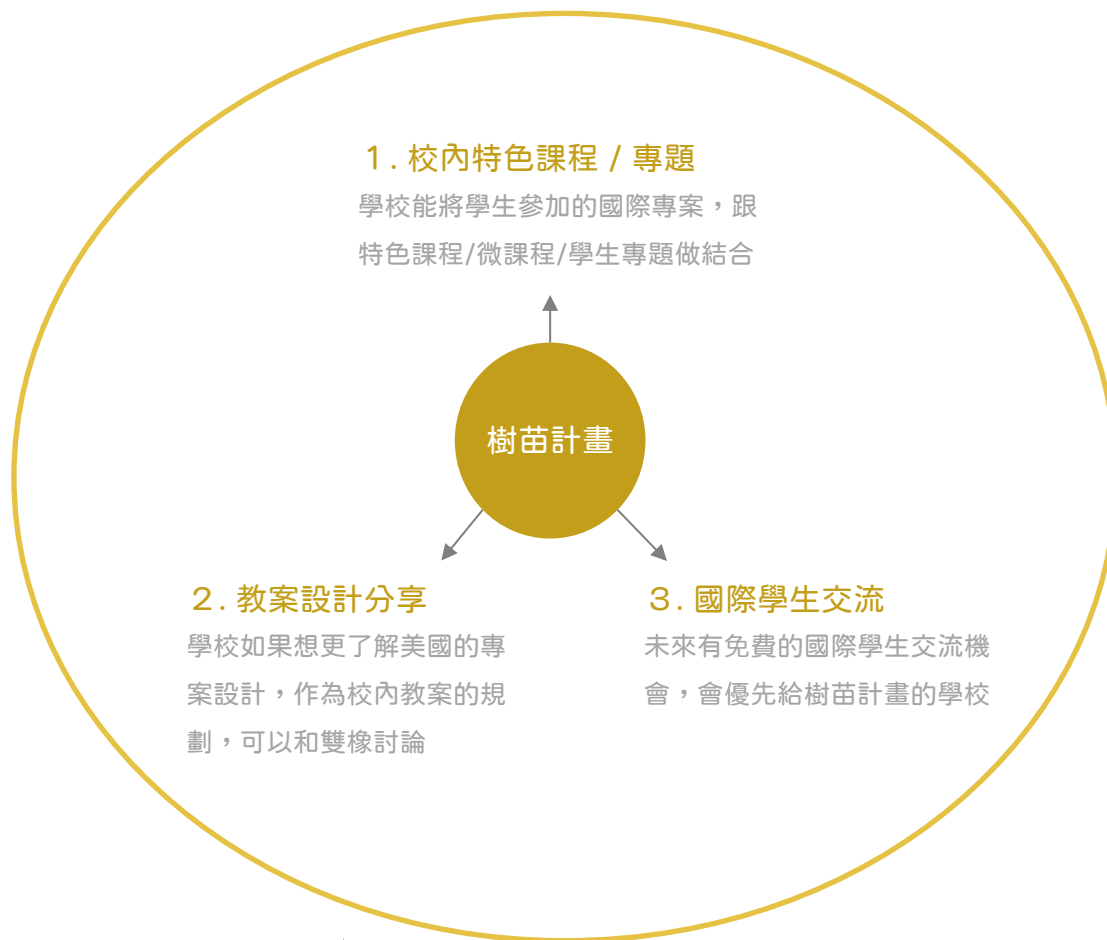 1. 校內特色課程 / 專題
學校能將學生參加的國際專案，跟
特色課程/微課程/學生專題做結合
樹苗計畫
2. 教案設計分享
學校如果想更了解美國的專
案設計，作為校內教案的規
劃，可以和雙橡討論
3. 國際學生交流
未來有免費的國際學生交流機
會，會優先給樹苗計畫的學校